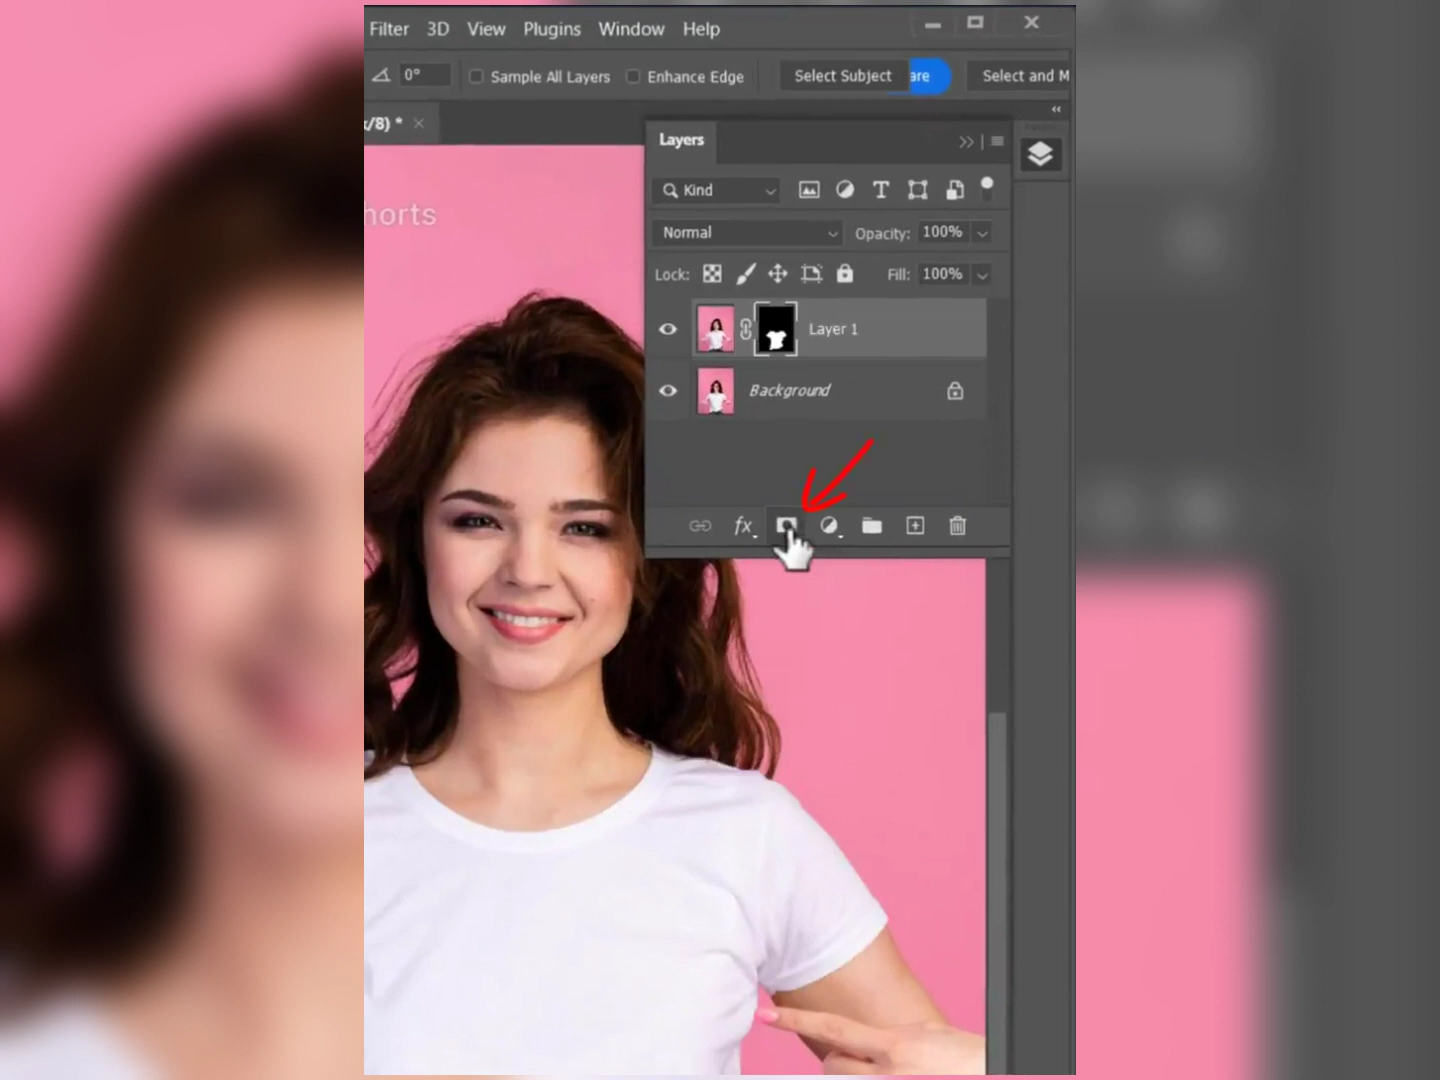 Filter 3D View Plugins Window Help
0° Sample All Layers Enhance Edge Select Subject are Select and M
/8) *
Layers
horts
Kind
Normal Opacity: 100%
Lock: Fill: 100%
Layer 1
Background
fx